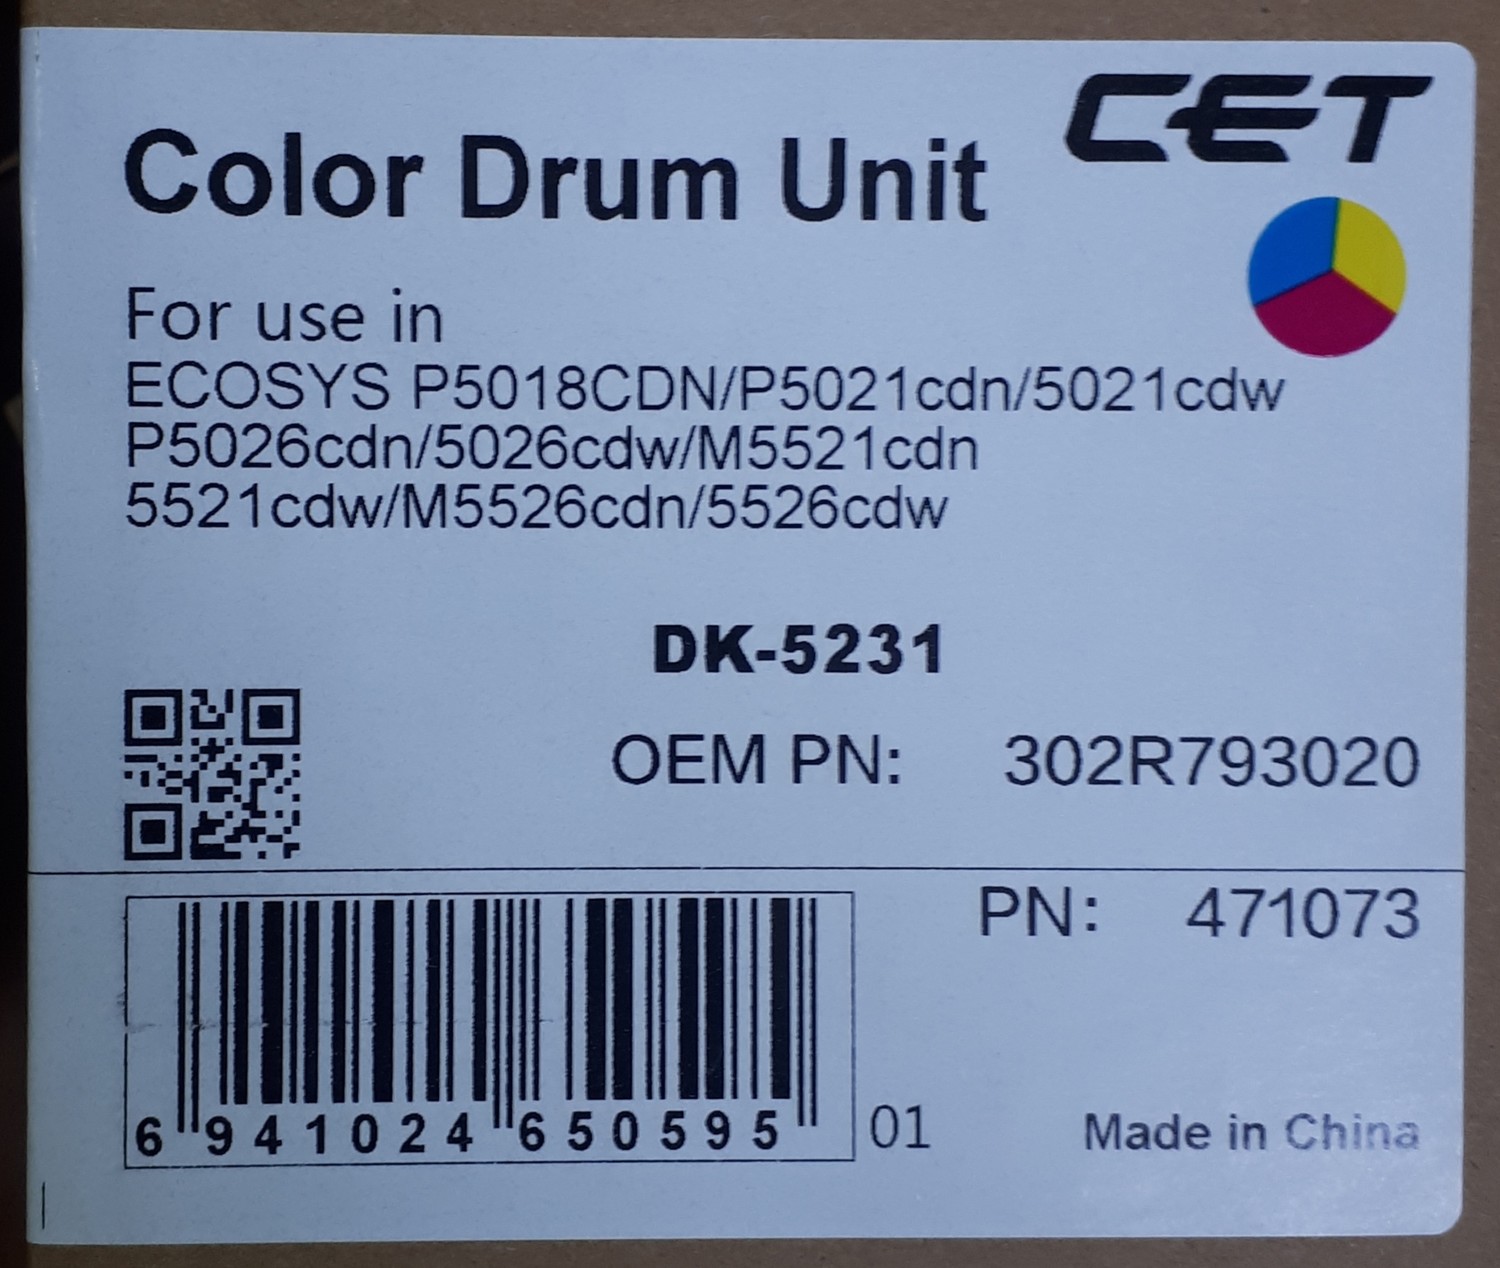 CET
Color Drum Unit
For use in
ECOSYS P5018CDN/P5021cdn/5021cdw
P5026cdn/5026cdw/M5521cdn
5521cdw/M5526cdn/5526cdw
DK-5231
OEM PN: 302R793020
PN: 471073
6 941024 650595 01
Made in China